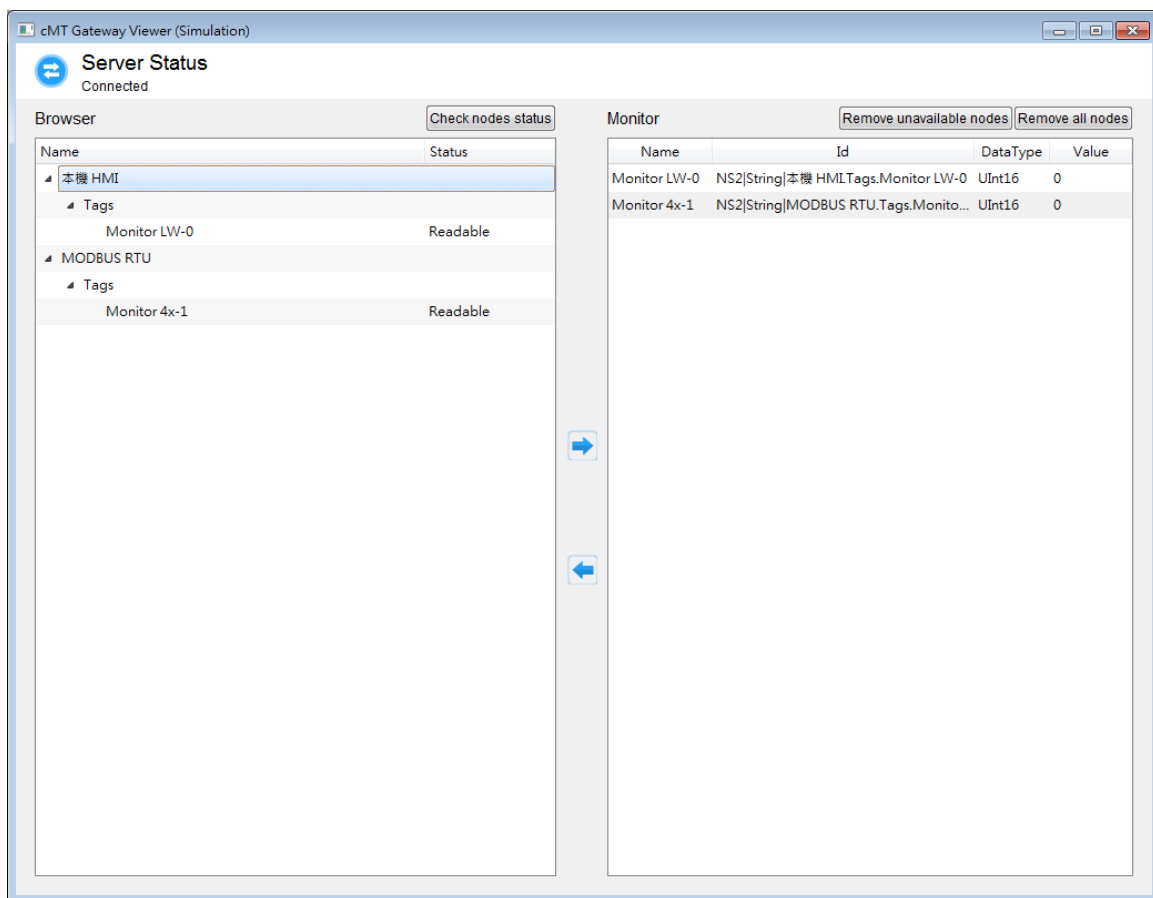 cMT Gateway Viewer (Simulation)
Server Status
Connected
Browser
Check nodes status
Name Status
本機 HMI
Tags
Monitor LW-0 Readable
MODBUS RTU
Tags
Monitor 4x-1 Readable
Monitor
Remove unavailable nodes
Remove all nodes
Name Id DataType Value
Monitor LW-0 NS2|String|本機 HMI.Tags.Monitor LW-0 UInt16 0
Monitor 4x-1 NS2|String|MODBUS RTU.Tags.Monito... UInt16 0